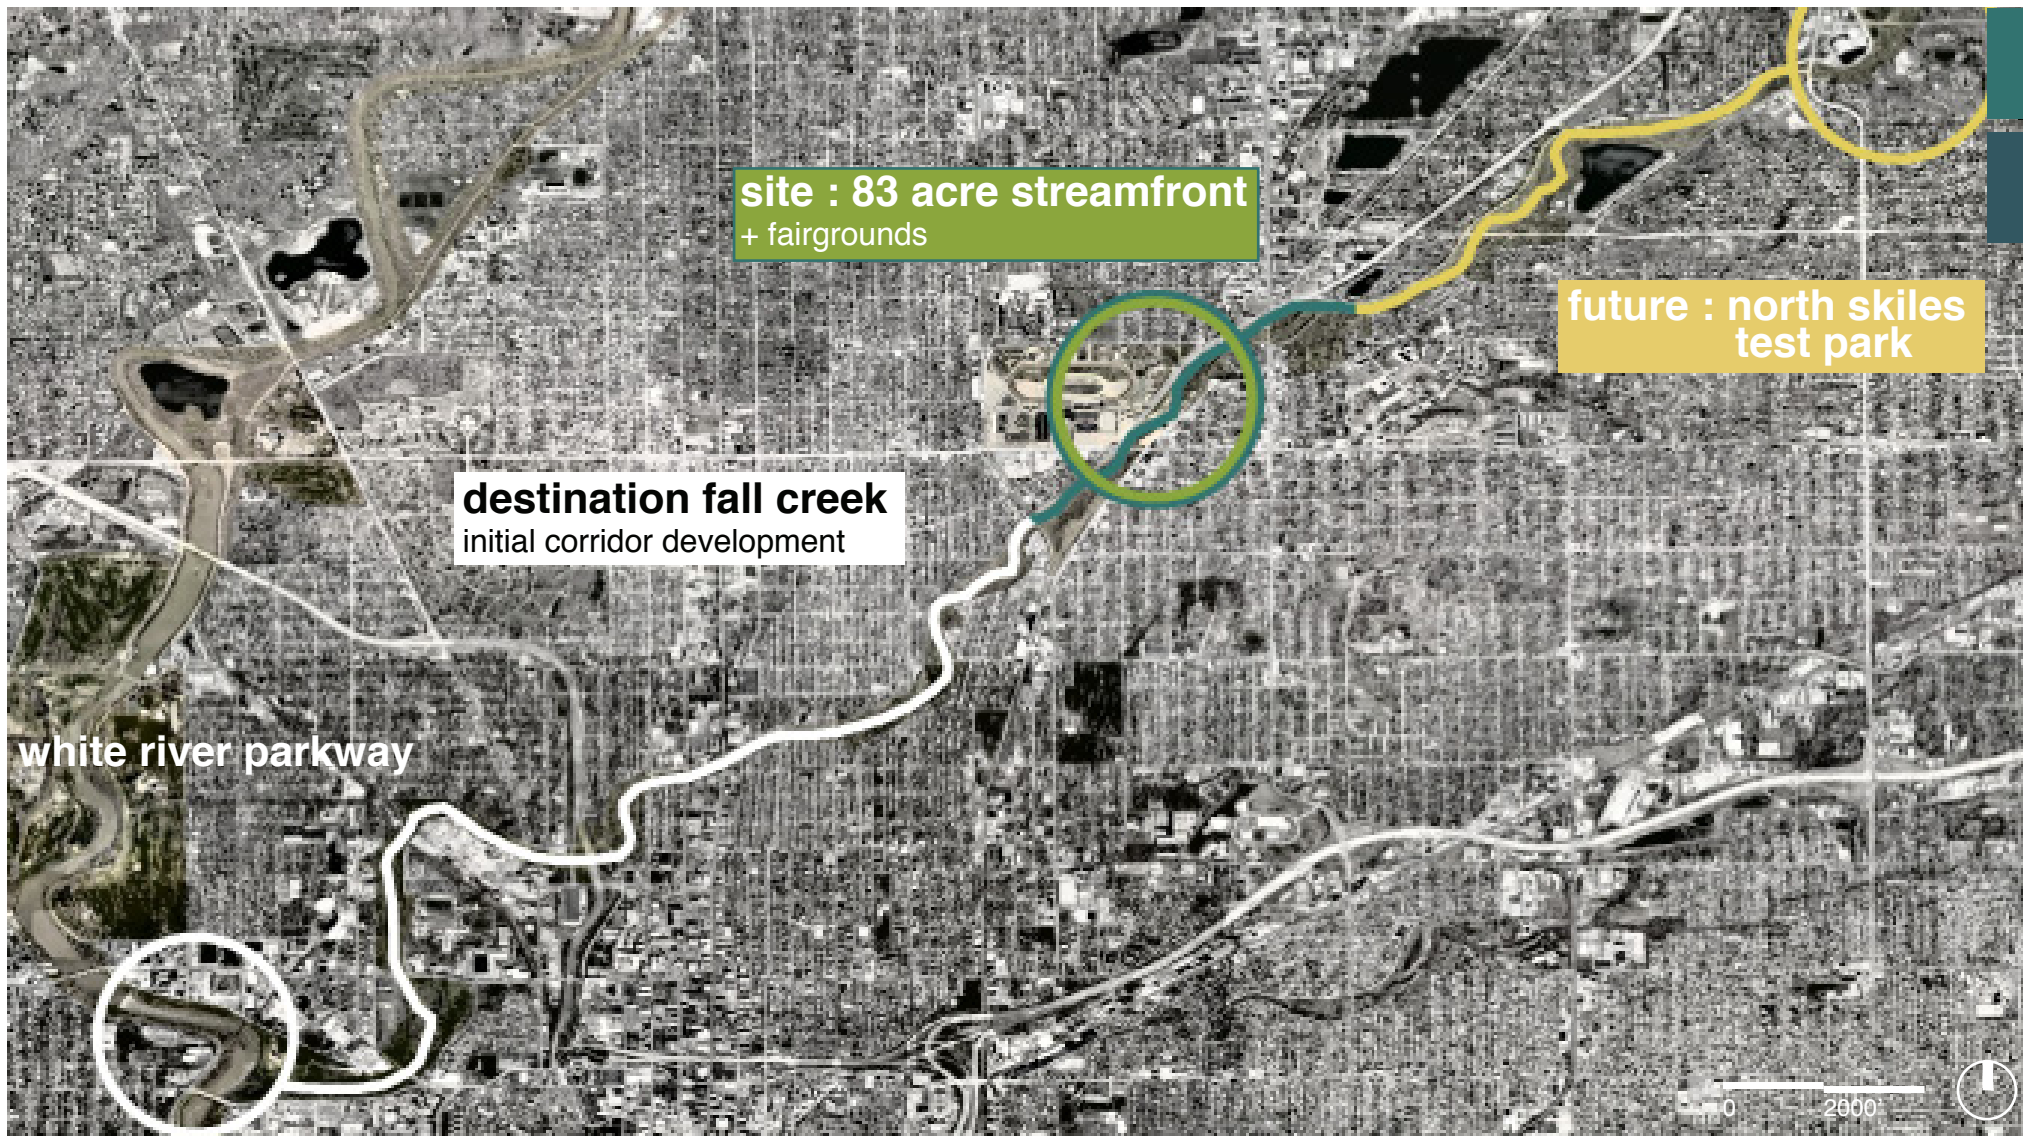 site : 83 acre streamfront
+ fairgrounds
future : north skiles
test park
destination fall creek
initial corridor development
white river parkway
0 2000'